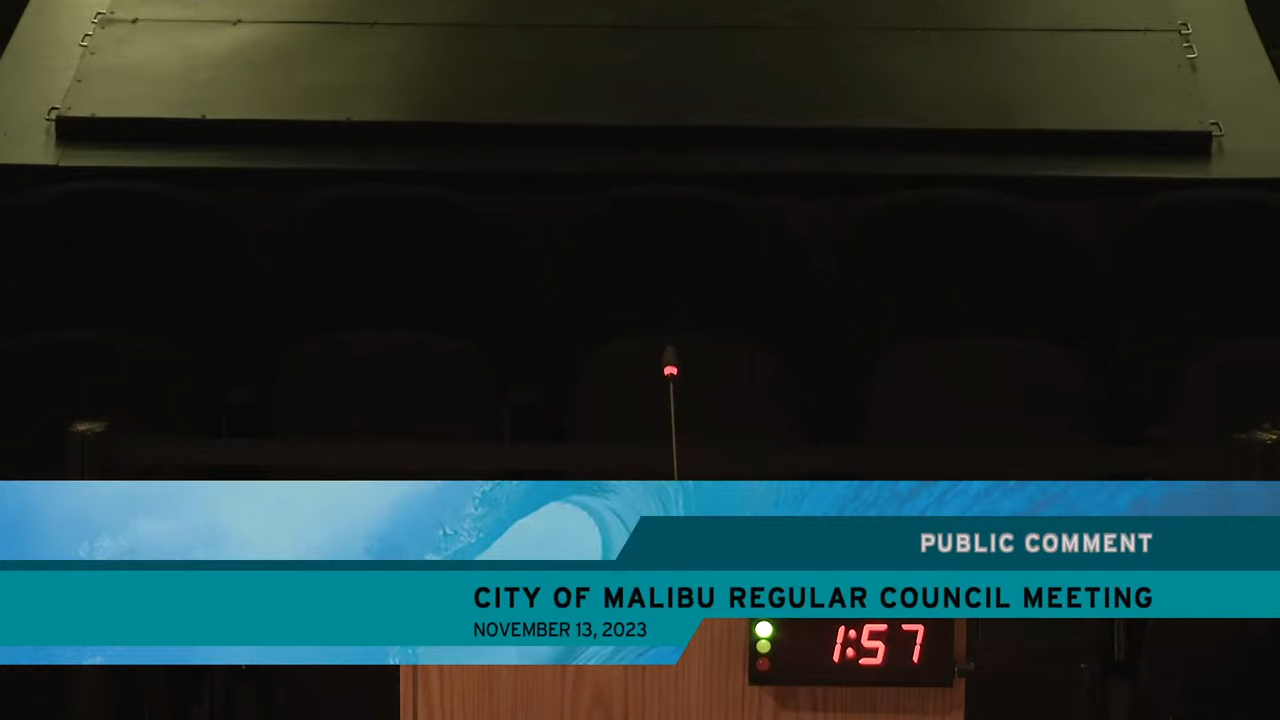 PUBLIC COMMENT
CITY OF MALIBU REGULAR COUNCIL MEETING
NOVEMBER 13, 2023
1:57